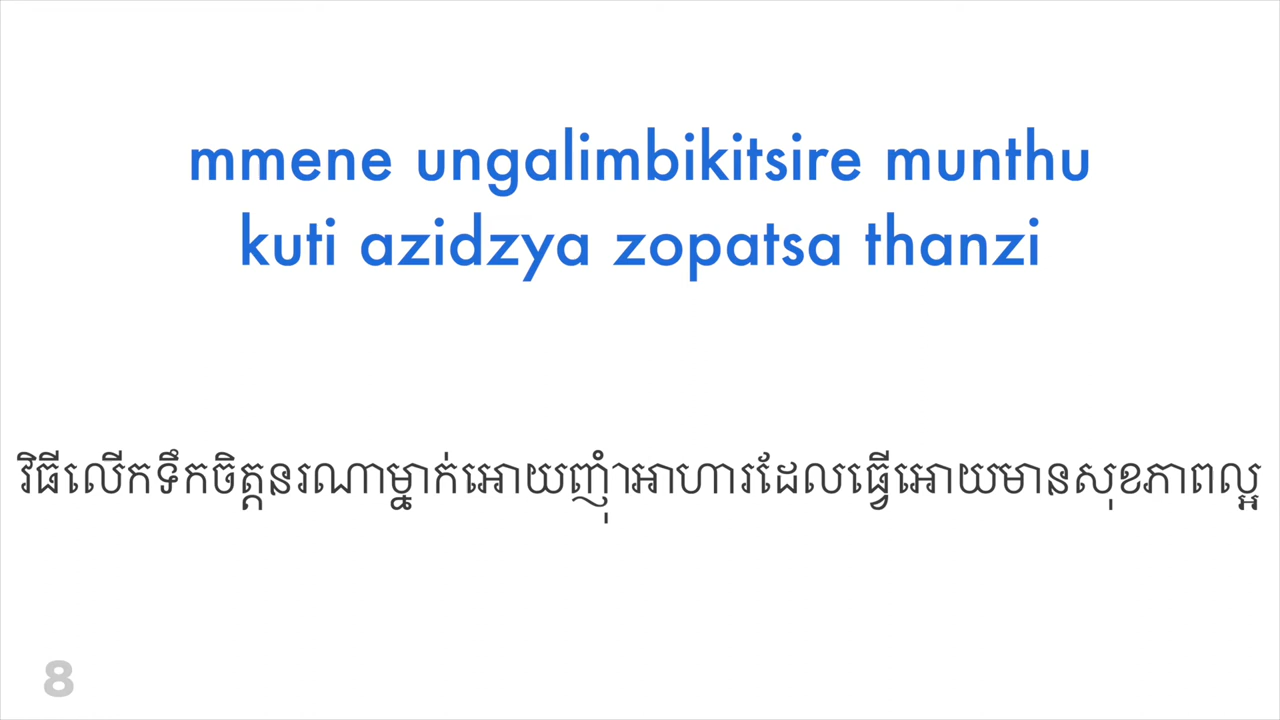 mmene ungalimbikitsire munthu
kuti azidzya zopatsa thanzi
វិធីលើកទឹកចិត្តនរណាម្នាក់អោយញ៉ាំអាហារដែលធ្វើអោយមានសុខភាពល្អ
8